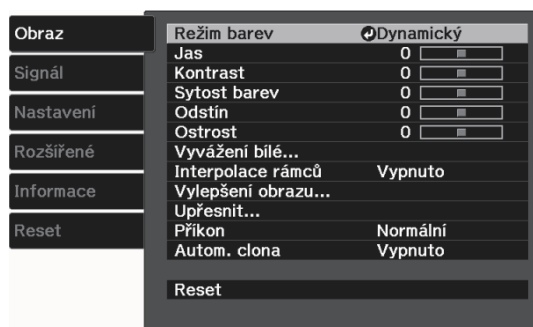 Obraz
Signál
Nastavení
Rozšířené
Informace
Reset
Režim barev Dynamický
Jas 0
Kontrast 0
Sytost barev 0
Odstín 0
Ostrost 0
Vyvážení bílé...
Interpolace rámců Vypnuto
Vylepšení obrazu...
Upřesnit...
Příkon Normální
Autom. clona Vypnuto
Reset